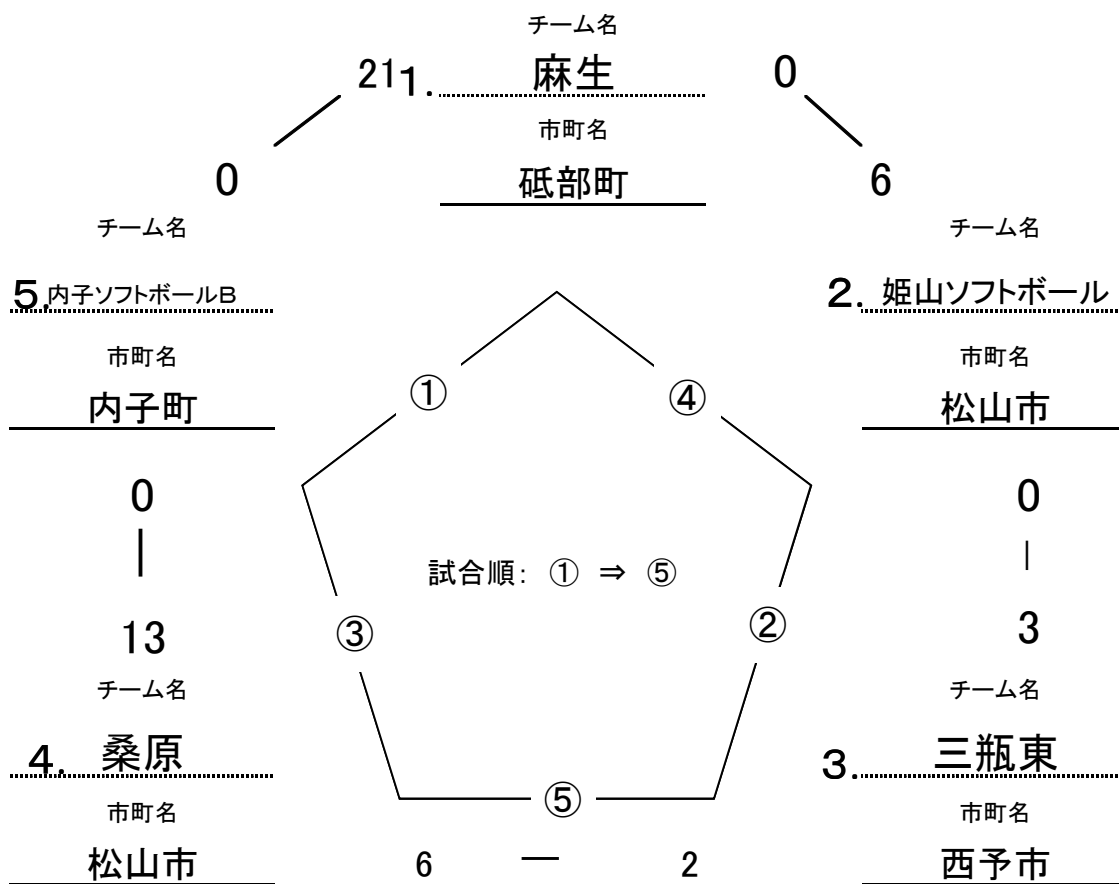 チーム名
21 1. 麻生 0
市町名
0 砥部町 6
チーム名 チーム名
5. 内子ソフトボールB 2. 姫山ソフトボール
市町名 市町名
内子町 ① ④ 松山市
0 0
| |
試合順: ① ⇒ ⑤
13 ③ ② 3
チーム名 チーム名
4. 桑原 3. 三瓶東
市町名 ⑤ 市町名
松山市 6 ― 2 西予市